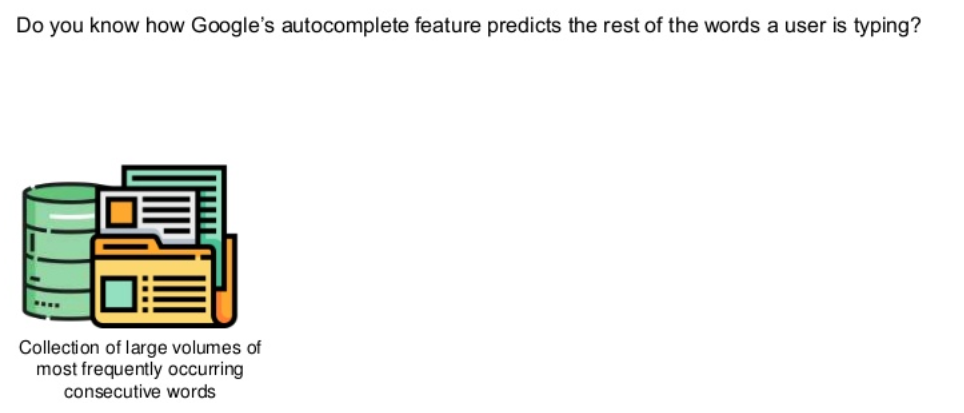 Do you know how Google's autocomplete feature predicts the rest of the words a user is typing?
Collection of large volumes of
most frequently occurring
consecutive words